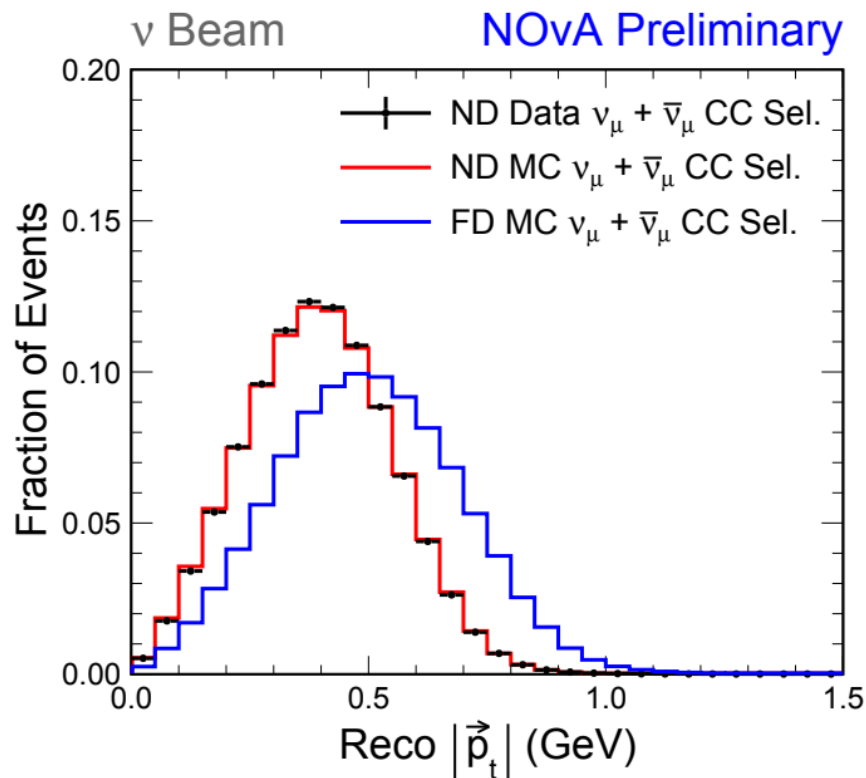 ν Beam NOvA Preliminary
ND Data ν_μ + ν̄_μ CC Sel.
ND MC ν_μ + ν̄_μ CC Sel.
FD MC ν_μ + ν̄_μ CC Sel.
Fraction of Events
0.20
0.15
0.10
0.05
0.00
0.0 0.5 1.0 1.5
Reco |p⃗_t| (GeV)